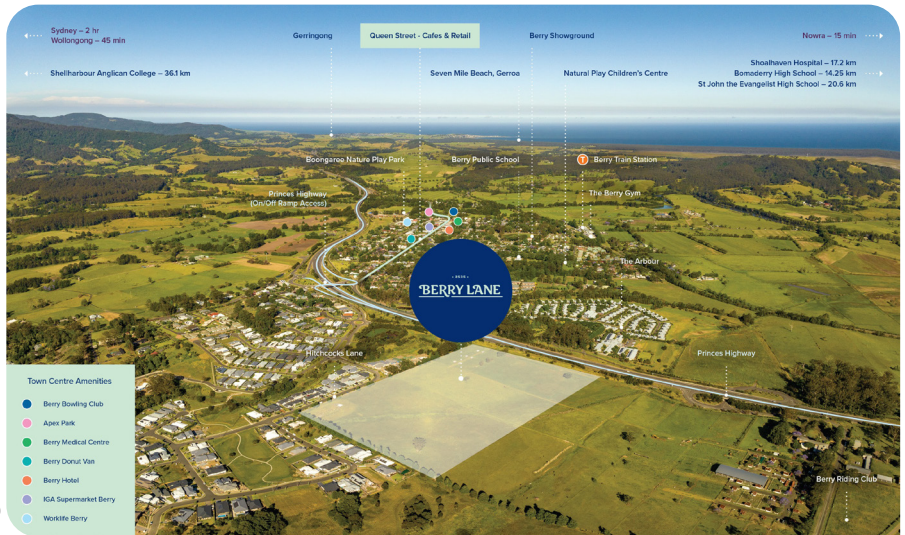 Sydney – 2 hr
Wollongong – 45 min
Gerringong
Queen Street - Cafes & Retail
Berry Showground
Nowra – 15 min
Shellharbour Anglican College – 36.1 km
Seven Mile Beach, Gerroa
Natural Play Children's Centre
Shoalhaven Hospital – 17.2 km
Bomaderry High School – 14.25 km
St John the Evangelist High School – 20.6 km
Boongaree Nature Play Park
Berry Public School
T
Berry Train Station
Princes Highway
(On/Off Ramp Access)
The Berry Gym
The Arbour
BERRY LANE
Hitchcocks Lane
Princes Highway
Town Centre Amenities
Berry Bowling Club
Apex Park
Berry Medical Centre
Berry Donut Van
Berry Hotel
IGA Supermarket Berry
Worklife Berry
Berry Riding Club